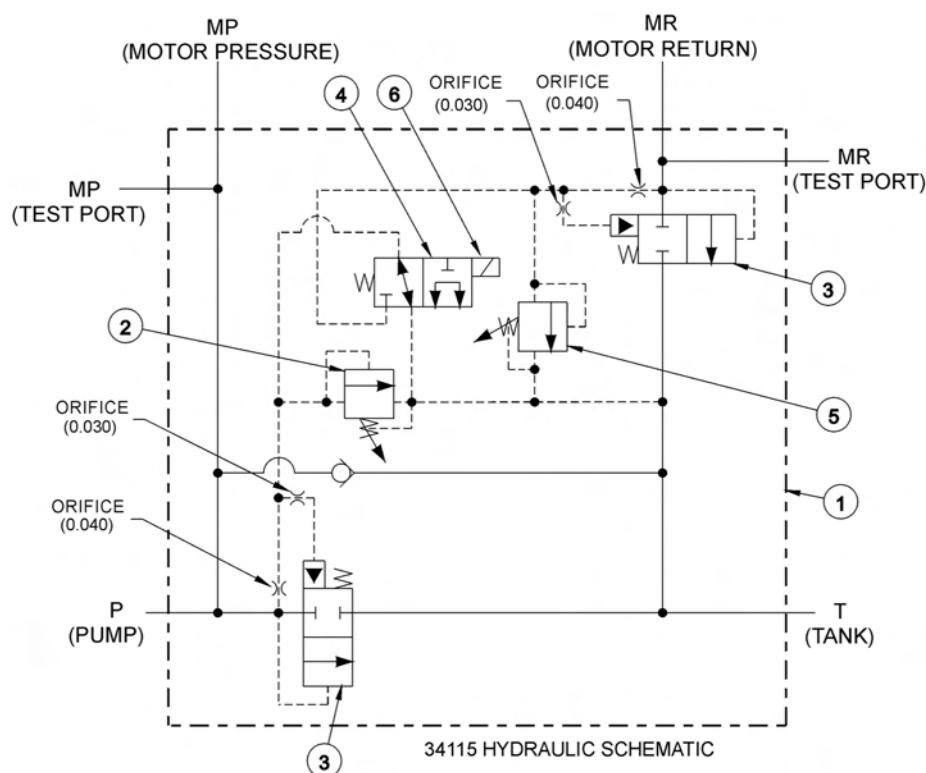 MP
(MOTOR PRESSURE)
MR
(MOTOR RETURN)
ORIFICE
(0.030)
ORIFICE
(0.040)
4
6
MP
(TEST PORT)
MR
(TEST PORT)
3
2
5
ORIFICE
(0.030)
1
ORIFICE
(0.040)
P
(PUMP)
T
(TANK)
3
34115 HYDRAULIC SCHEMATIC